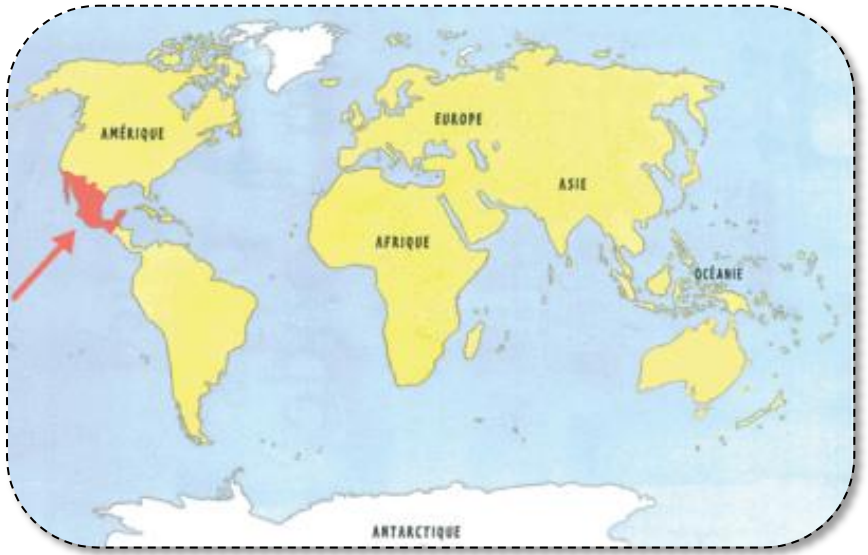 AMÉRIQUE
EUROPE
ASIE
AFRIQUE
OCÉANIE
ANTARCTIQUE